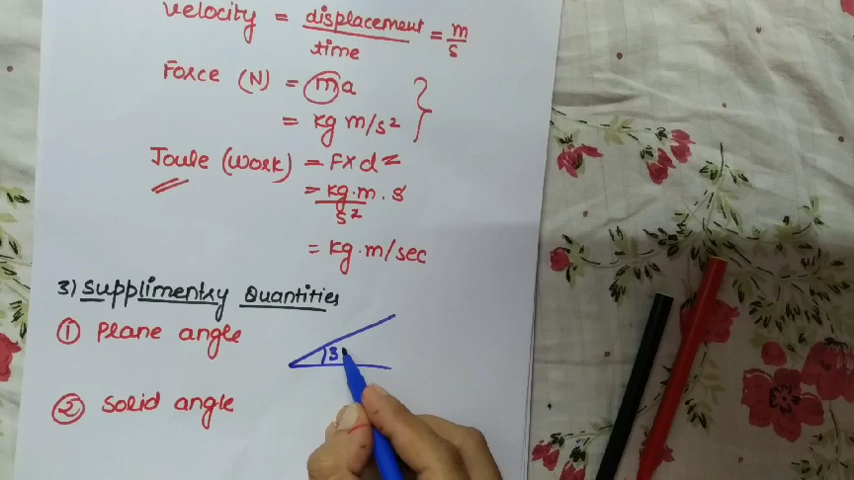 velocity = displacement / time = m/s
Force (N) = ma
= kg m/s²
Joule (work) = F x d
= kg.m . s / s²
= kg.m/sec
3) Supplimentry Quantities
① Plane angle
3
② Solid angle